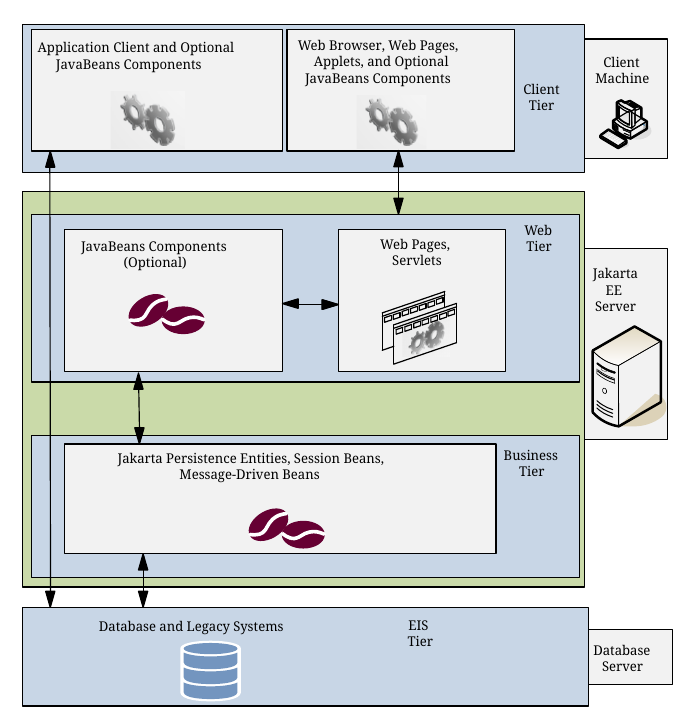 Application Client and Optional
JavaBeans Components
Web Browser, Web Pages,
Applets, and Optional
JavaBeans Components
Client
Tier
Client
Machine
JavaBeans Components
(Optional)
Web Pages,
Servlets
Web
Tier
Jakarta
EE
Server
Jakarta Persistence Entities, Session Beans,
Message-Driven Beans
Business
Tier
Database and Legacy Systems
EIS
Tier
Database
Server